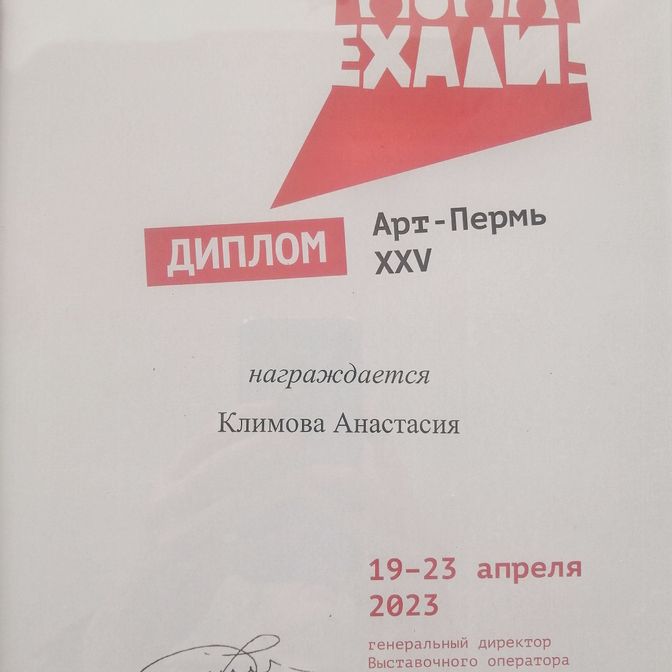 ЕХАЛИ!
ДИПЛОМ
Арт-Пермь
XXV
награждается
Климова Анастасия
19–23 апреля
2023
генеральный директор
Выставочного оператора